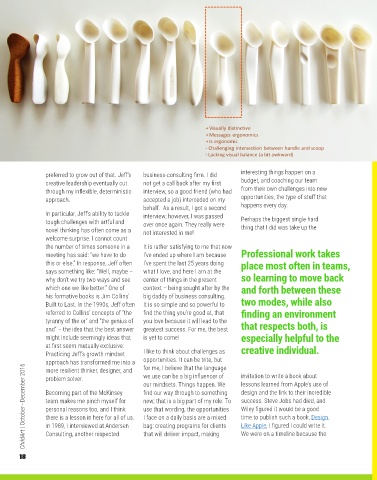 + Visually distinctive
+ Messages ergonomics
+ Is ergonomic
- Challenging intersection between handle and scoop
- Lacking visual balance (a bit awkward)
preferred to grow out of that. Jeff's
creative leadership eventually cut
through my inflexible, deterministic
approach.
In particular, Jeff's ability to tackle
tough challenges with artful and
novel thinking has often come as a
welcome surprise. I cannot count
the number of times someone in a
meeting has said: "we have to do
this or else." In response, Jeff often
says something like: "Well, maybe –
why don't we try two ways and see
which one we like better." One of
his formative books is Jim Collins'
Built to Last. In the 1990s, Jeff often
referred to Collins' concepts of "the
tyranny of the or" and "the genius of
and" – the idea that the best answer
might include seemingly ideas that
at first seem mutually exclusive.
Practicing Jeff's growth mindset
approach has transformed me into a
more resilient thinker, designer, and
problem solver.
Becoming part of the McKinsey
team makes me pinch myself for
personal reasons too, and I think
there is a lesson in here for all of us.
In 1989, I interviewed at Andersen
Consulting, another respected
business consulting firm. I did
not get a call back after my first
interview, so a good friend (who had
accepted a job) interceded on my
behalf. As a result, I got a second
interview; however, I was passed
over once again. They really were
not interested in me!
It is rather satisfying to me that now
I've ended up where I am because
I've spent the last 25 years doing
what I love, and here I am at the
center of things in the present
context – being sought after by the
big daddy of business consulting.
It is so simple and so powerful to
find the thing you're good at, that
you love because it will lead to the
greatest success. For me, the best
is yet to come!
I like to think about challenges as
opportunities. It can be trite, but
for me, I believe that the language
we use can be a big influencer of
our mindsets. Things happen. We
find our way through to something
new; that is a big part of my role. To
use that wording, the opportunities
I face on a daily basis are a mixed
bag: creating programs for clients
that will deliver impact, making
interesting things happen on a
budget, and coaching our team
from their own challenges into new
opportunities, the type of stuff that
happens every day.
Perhaps the biggest single hard
thing that I did was take up the
Professional work takes
place most often in teams,
so learning to move back
and forth between these
two modes, while also
finding an environment
that respects both, is
especially helpful to the
creative individual.
invitation to write a book about
lessons learned from Apple's use of
design and the link to their incredible
success. Steve Jobs had died, and
Wiley figured it would be a good
time to publish such a book, Design
Like Apple. I figured I could write it.
We were on a timeline because the
October - December 2018
18